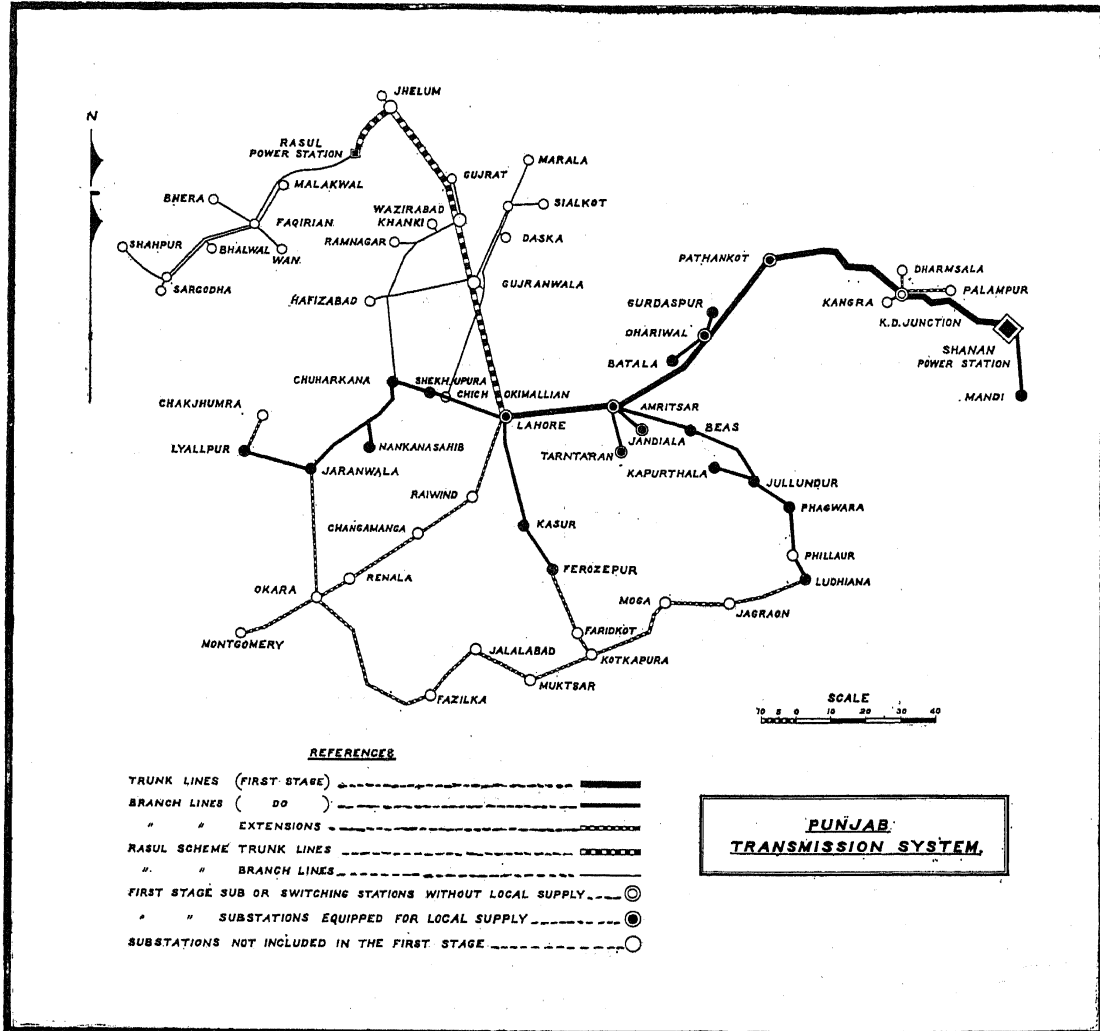 N
JHELUM
RASUL
POWER STATION
MARALA
GUJRAT
MALAKWAL
BHERA
WAZIRABAD
SIALKOT
KHANKI
FAQIRIAN
RAMNAGAR
DASKA
SHAHPUR
BHALWAL
WAN.
PATHANKOT
DHARMSALA
SARGODHA
GUJRANWALA
KANGRA
PALAMPUR
HAFIZABAD
GURDASPUR
K.D. JUNCTION
DHARIWAL
SHANAN
POWER STATION
BATALA
CHUHARKANA
SHEKHUPURA
CHICHOKIMALLIAN
MANDI
CHAKJHUMRA
LAHORE
AMRITSAR
BEAS
JANDIALA
LYALLPUR
NANKANASAHIB
TARNTARAN
KAPURTHALA
JARANWALA
JULLUNDUR
RAIWIND
PHAGWARA
CHANGAMANGA
KASUR
PHILLAUR
RENALA
FEROZEPUR
LUDHIANA
OKARA
MOGA
JAGRAON
MONTGOMERY
FARIDKOT
JALALABAD
KOTKAPURA
MUKTSAR
FAZILKA
SCALE
10 5 0 10 20 30 40
REFERENCES
TRUNK LINES (FIRST STAGE)
BRANCH LINES ( DO )
" " EXTENSIONS
RASUL SCHEME TRUNK LINES
" " BRANCH LINES
FIRST STAGE SUB OR SWITCHING STATIONS WITHOUT LOCAL SUPPLY
" " SUBSTATIONS EQUIPPED FOR LOCAL SUPPLY
SUBSTATIONS NOT INCLUDED IN THE FIRST STAGE
PUNJAB
TRANSMISSION SYSTEM.